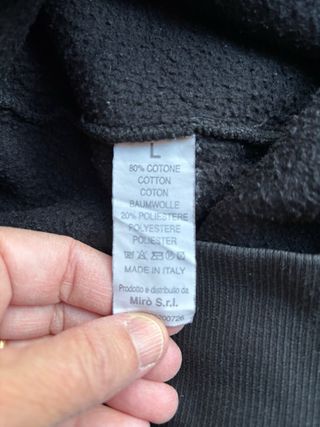 L
80% COTONE
COTTON
COTON
BAUMWOLLE
20% POLIESTERE
POLYESTERE
POLIESTER
MADE IN ITALY
Prodotto e distribuito da
Mirò S.r.l.